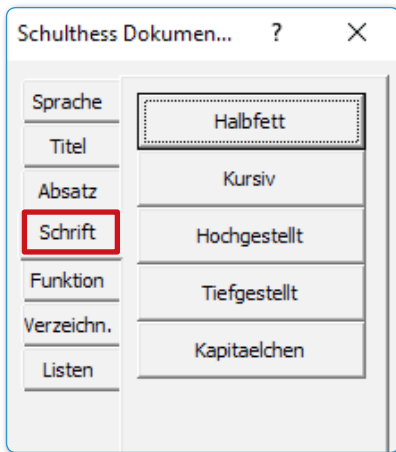 Schulthess Dokumen... ?
Sprache
Titel
Absatz
Schrift
Funktion
Verzeichn.
Listen
Halbfett
Kursiv
Hochgestellt
Tiefgestellt
Kapitaelchen